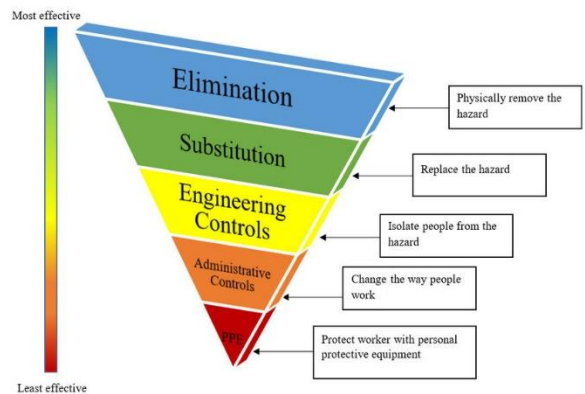 Most effective
Elimination
Physically remove the
hazard
Substitution
Replace the hazard
Engineering
Controls
Isolate people from the
hazard
Administrative
Controls
Change the way people
work
PPE
Protect worker with personal
protective equipment
Least effective